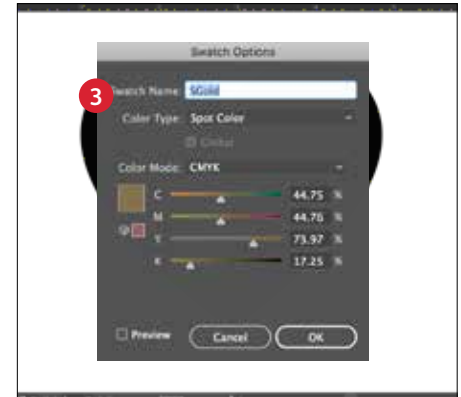 Swatch Options
3
Swatch Name: SGold
Color Type: Spot Color
Global
Color Mode: CMYK
C 44.75 %
M 44.76 %
Y 73.97 %
K 17.25 %
Preview Cancel OK